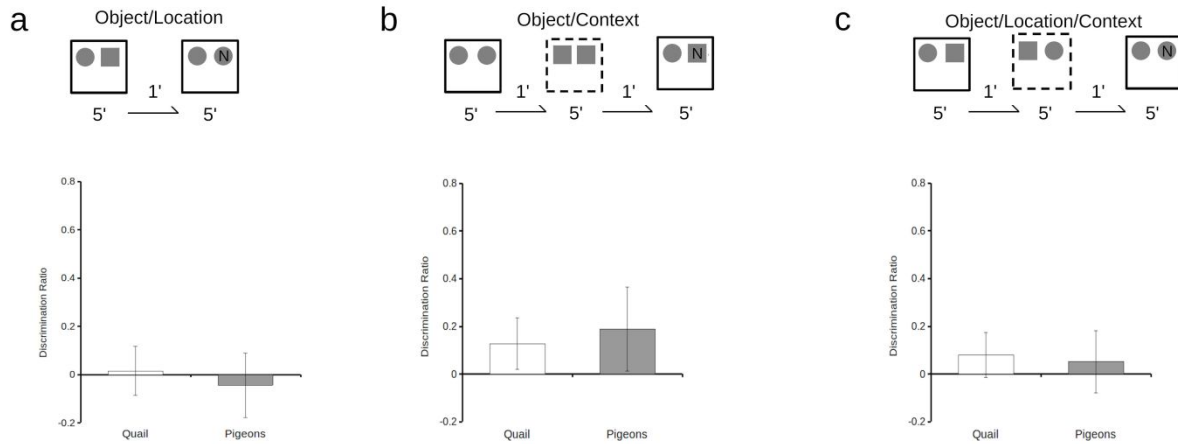 a
Object/Location
N
1'
5' 5'
0.8
0.6
0.4
0.2
0
-0.2
Discrimination Ratio
Quail Pigeons
b
Object/Context
N
1' 1'
5' 5' 5'
0.8
0.6
0.4
0.2
0
-0.2
Discrimination Ratio
Quail Pigeons
c
Object/Location/Context
N
1' 1'
5' 5' 5'
0.8
0.6
0.4
0.2
0
-0.2
Discrimination Ratio
Quail Pigeons